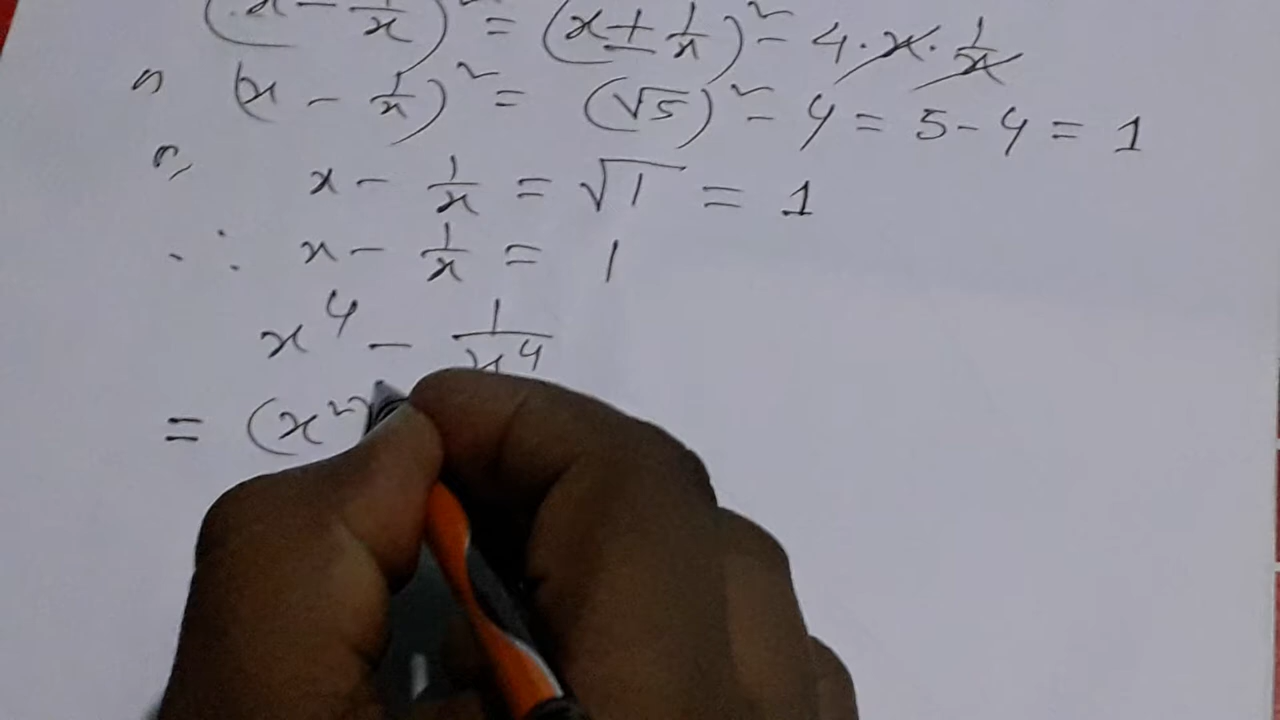 (x - 1/x)² = (x + 1/x)² - 4 · x · 1/x
(x - 1/x)² = (√5)² - 4 = 5 - 4 = 1
x - 1/x = √1 = 1
∴ x - 1/x = 1
x⁴ - 1/x⁴
= (x²)